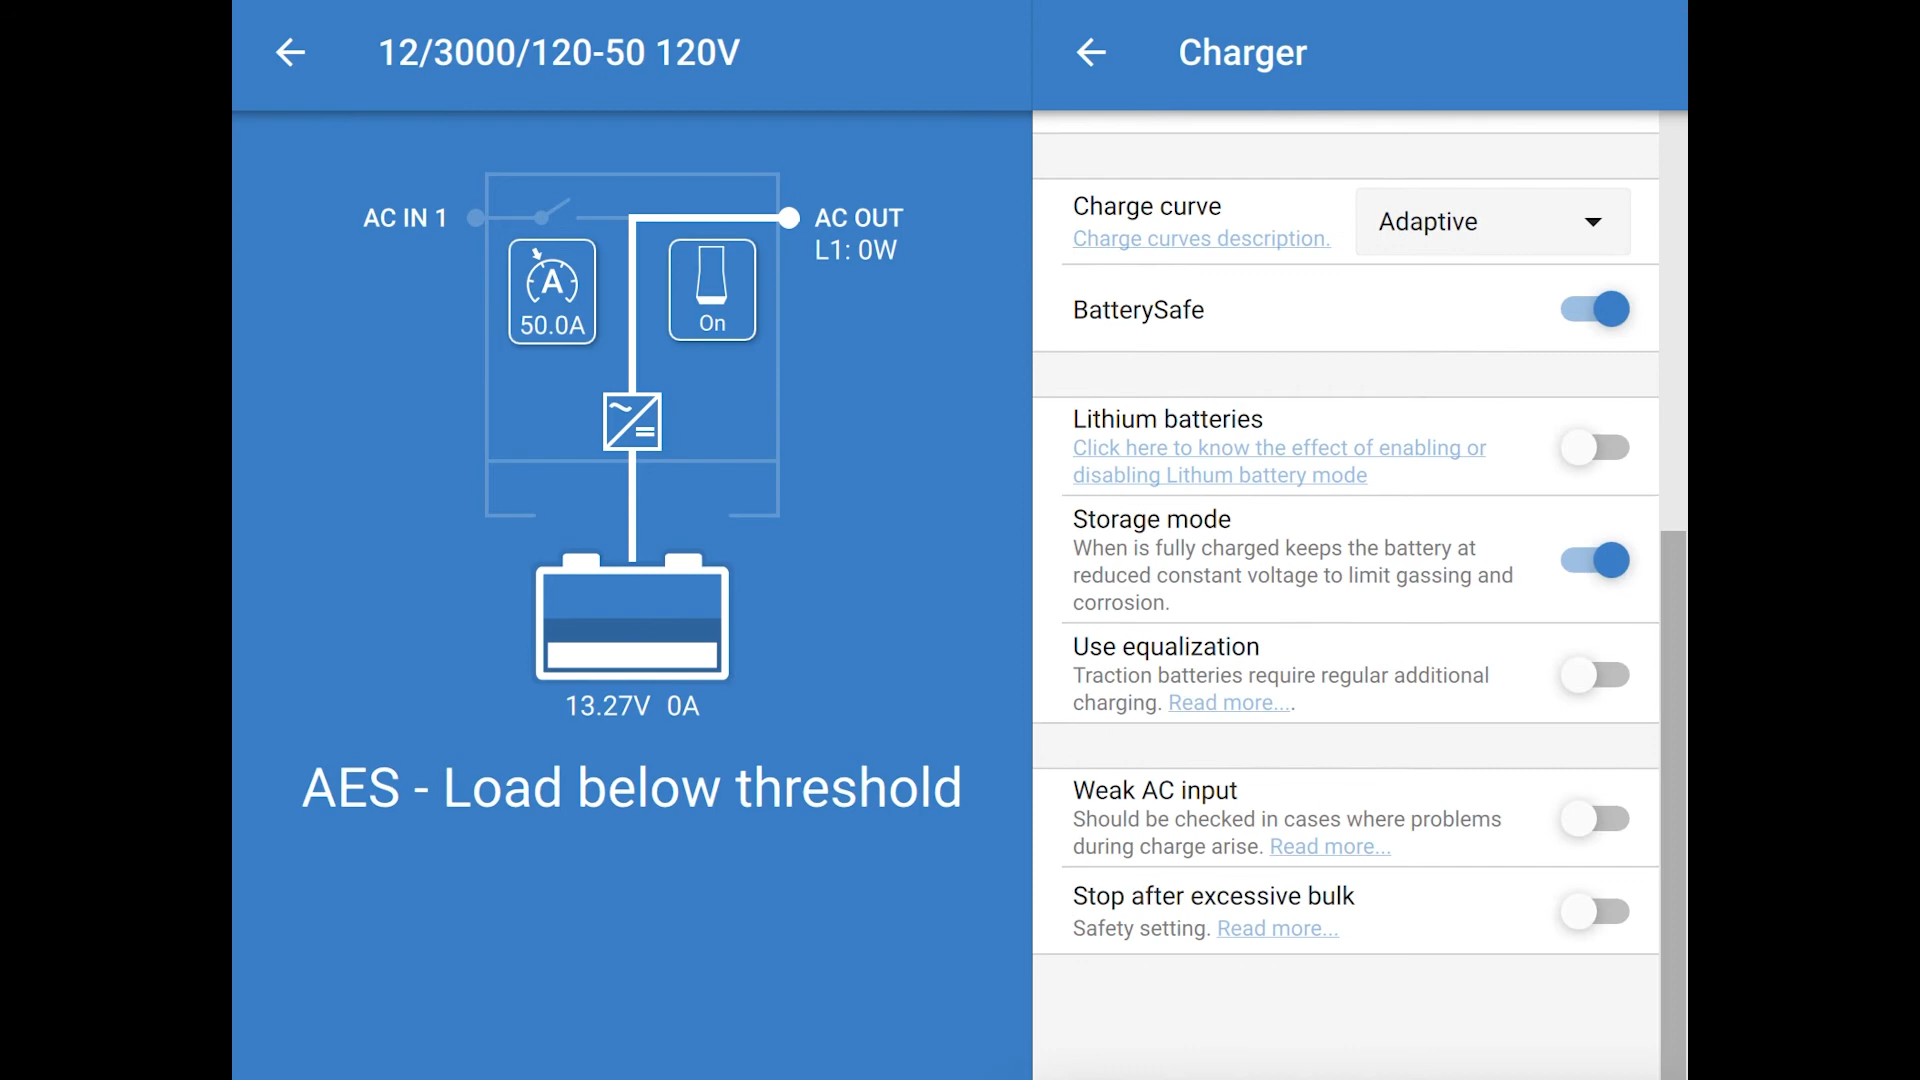 12/3000/120-50 120V
AC IN 1
AC OUT
L1: 0W
A
50.0A
On
13.27V 0A
AES - Load below threshold
Charger
Charge curve
Charge curves description.
Adaptive
BatterySafe
Lithium batteries
Click here to know the effect of enabling or
disabling Lithum battery mode
Storage mode
When is fully charged keeps the battery at
reduced constant voltage to limit gassing and
corrosion.
Use equalization
Traction batteries require regular additional
charging. Read more....
Weak AC input
Should be checked in cases where problems
during charge arise. Read more...
Stop after excessive bulk
Safety setting. Read more...